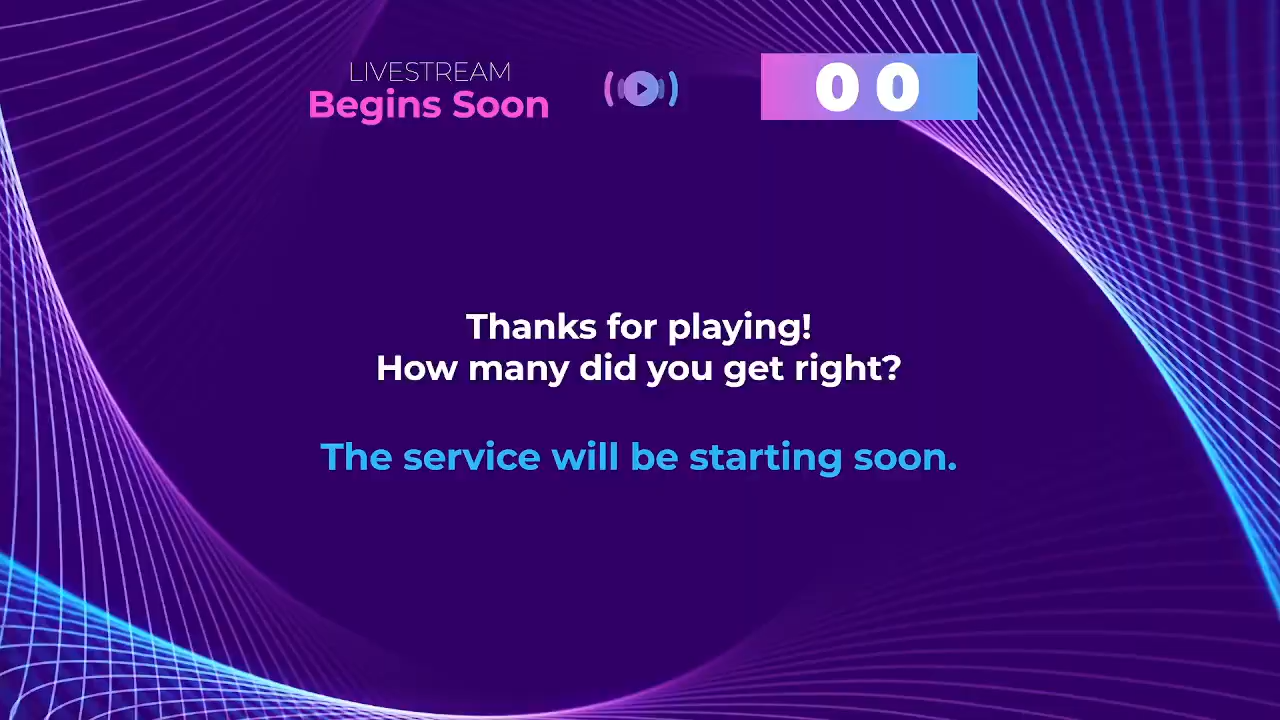 LIVESTREAM
Begins Soon
00
Thanks for playing!
How many did you get right?
The service will be starting soon.